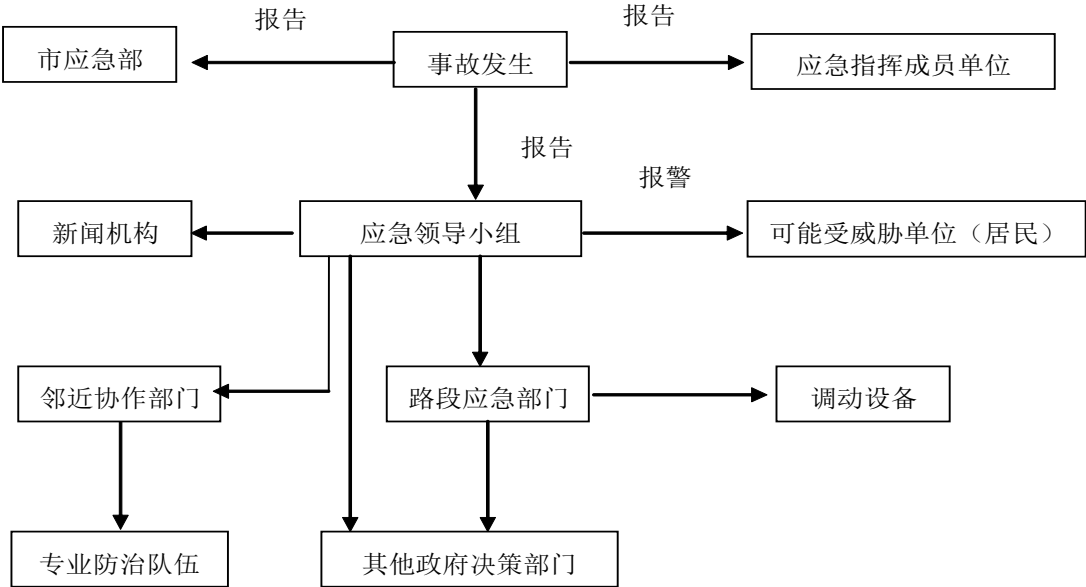 报告
报告
市应急部
事故发生
应急指挥成员单位
报告
报警
新闻机构
应急领导小组
可能受威胁单位（居民）
邻近协作部门
路段应急部门
调动设备
专业防治队伍
其他政府决策部门